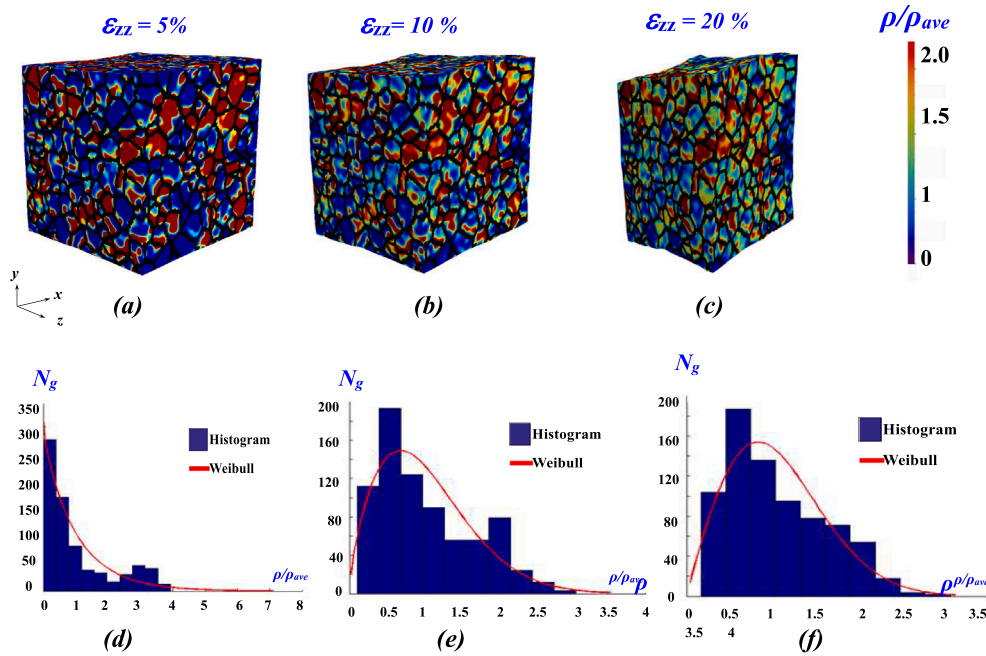 εzz = 5%
εzz = 10 %
εzz = 20 %
ρ/ρave
2.0
1.5
1
0
y
x
z
(a)
(b)
(c)
Ng
350
300
250
200
150
100
50
0
Histogram
Weibull
ρ/ρave
0 1 2 3 4 5 6 7 8
(d)
Ng
200
160
120
80
40
0
Histogram
Weibull
ρ/ρave ρ
0 0.5 1 1.5 2 2.5 3 3.5 4
(e)
Ng
200
160
120
80
40
0
Histogram
Weibull
ρ ρ/ρave
0 0.5 1 1.5 2 2.5 3 3.5
3.5 4
(f)